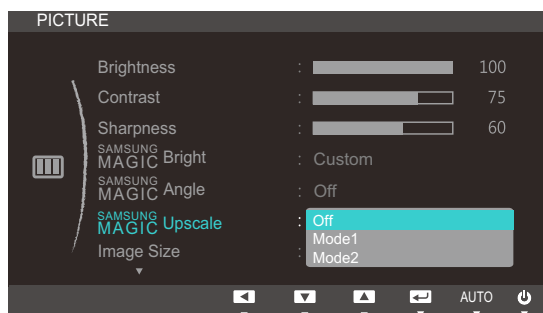 PICTURE
Brightness : 100
Contrast : 75
Sharpness : 60
SAMSUNG MAGIC Bright : Custom
SAMSUNG MAGIC Angle : Off
SAMSUNG MAGIC Upscale : Off
Mode1
Image Size :
Mode2
AUTO